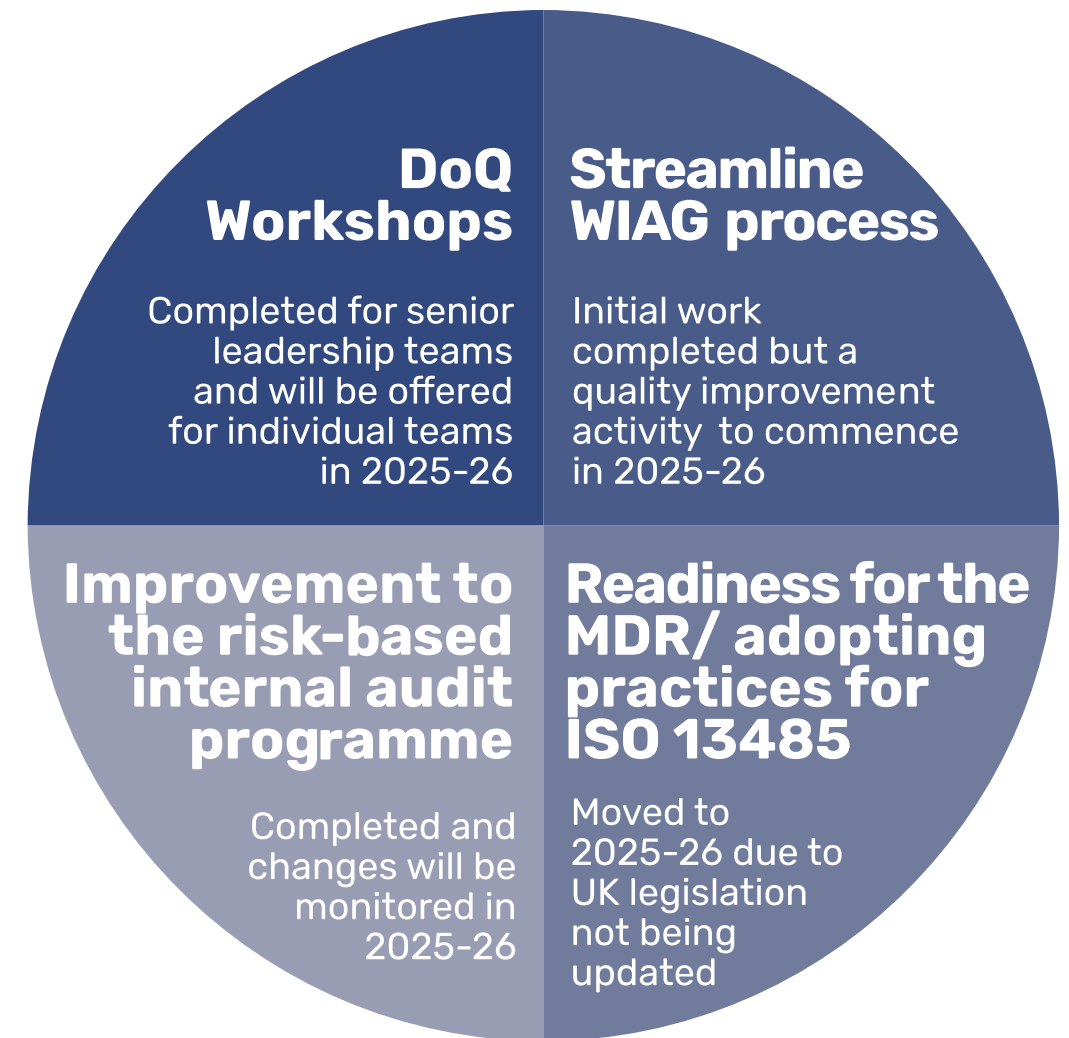 DoQ
Workshops
Completed for senior
leadership teams
and will be offered
for individual teams
in 2025-26
Streamline
WIAG process
Initial work
completed but a
quality improvement
activity to commence
in 2025-26
Improvement to
the risk-based
internal audit
programme
Completed and
changes will be
monitored in
2025-26
Readiness for the
MDR/ adopting
practices for
ISO 13485
Moved to
2025-26 due to
UK legislation
not being
updated